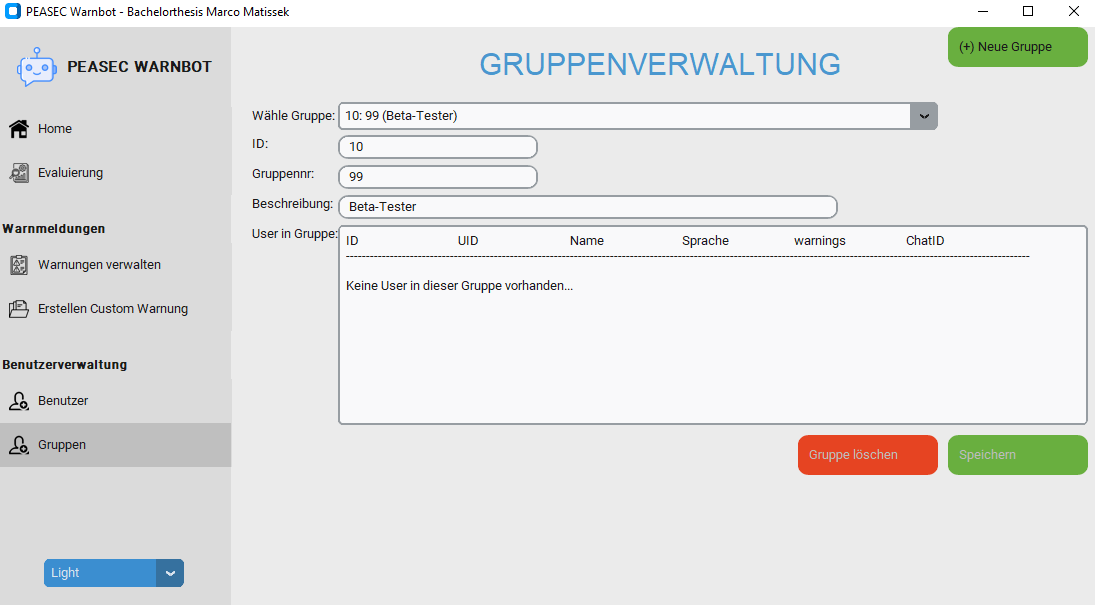 PEASEC Warnbot - Bachelorthesis Marco Matissek
PEASEC WARNBOT
Home
Evaluierung
Warnmeldungen
Warnungen verwalten
Erstellen Custom Warnung
Benutzerverwaltung
Benutzer
Gruppen
Light
(+) Neue Gruppe
GRUPPENVERWALTUNG
Wähle Gruppe: 10: 99 (Beta-Tester)
ID: 10
Gruppennr: 99
Beschreibung: Beta-Tester
User in Gruppe: ID UID Name Sprache warnings ChatID
Keine User in dieser Gruppe vorhanden...
Gruppe löschen Speichern